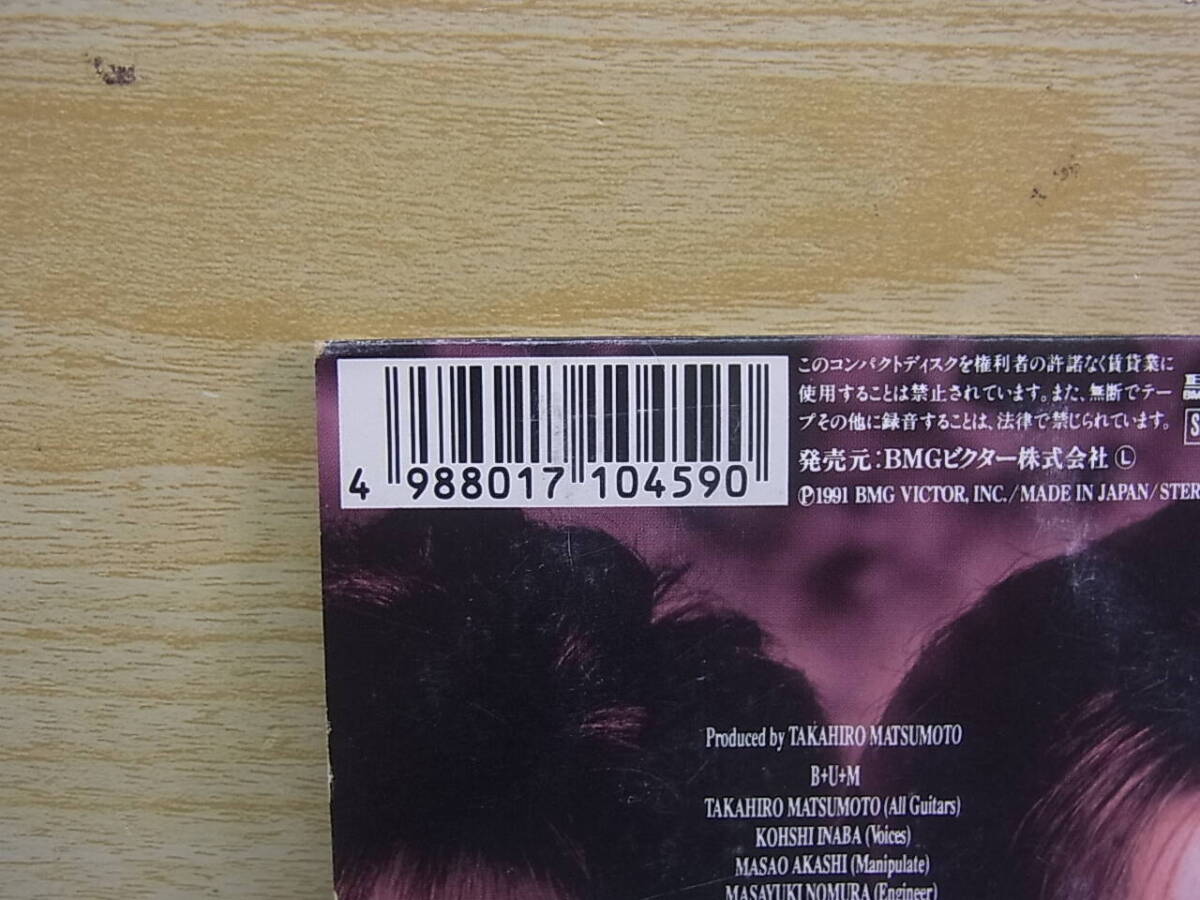 4 988017 104590
このコンパクトディスクを権利者の許諾なく賃貸業に
使用することは禁止されています。また、無断でテー
プその他に録音することは、法律で禁じられています。
発売元:BMGビクター株式会社 Ⓛ
Ⓟ1991 BMG VICTOR, INC./MADE IN JAPAN/STER
Produced by TAKAHIRO MATSUMOTO
B+U+M
TAKAHIRO MATSUMOTO (All Guitars)
KOHSHI INABA (Voices)
MASAO AKASHI (Manipulate)
MASAYUKI NOMURA (Engineer)